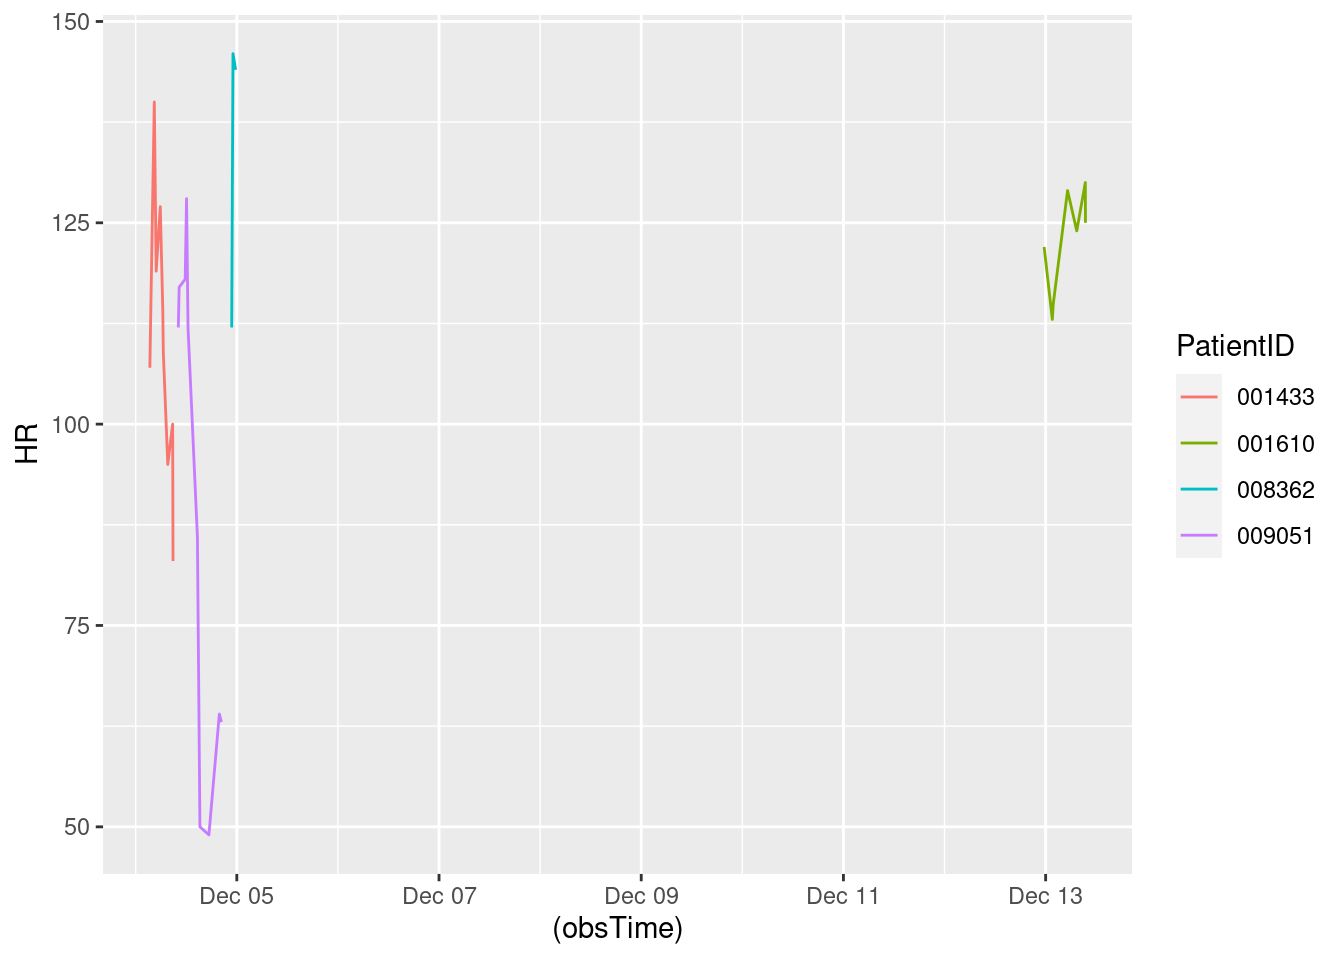 150
125
100
75
50
HR
Dec 05
Dec 07
Dec 09
Dec 11
Dec 13
(obsTime)
PatientID
001433
001610
008362
009051